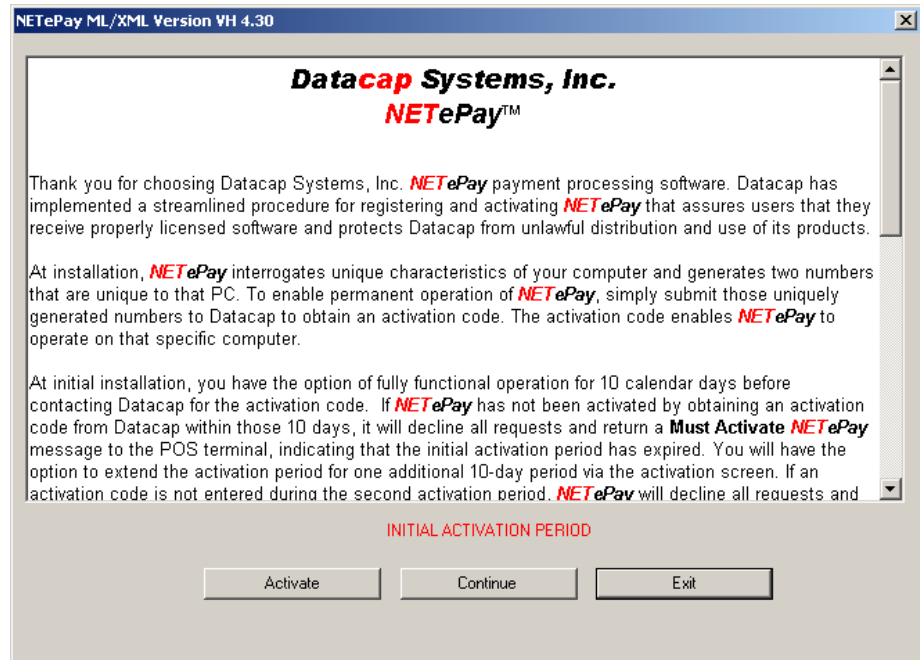 NETePay ML/XML Version VH 4.30
Datacap Systems, Inc.
NETePay™
Thank you for choosing Datacap Systems, Inc. NETePay payment processing software. Datacap has
implemented a streamlined procedure for registering and activating NETePay that assures users that they
receive properly licensed software and protects Datacap from unlawful distribution and use of its products.
At installation, NETePay interrogates unique characteristics of your computer and generates two numbers
that are unique to that PC. To enable permanent operation of NETePay, simply submit those uniquely
generated numbers to Datacap to obtain an activation code. The activation code enables NETePay to
operate on that specific computer.
At initial installation, you have the option of fully functional operation for 10 calendar days before
contacting Datacap for the activation code.  If NETePay has not been activated by obtaining an activation
code from Datacap within those 10 days, it will decline all requests and return a Must Activate NETePay
message to the POS terminal, indicating that the initial activation period has expired. You will have the
option to extend the activation period for one additional 10-day period via the activation screen. If an
activation code is not entered during the second activation period, NETePay will decline all requests and
INITIAL ACTIVATION PERIOD
Activate Continue Exit